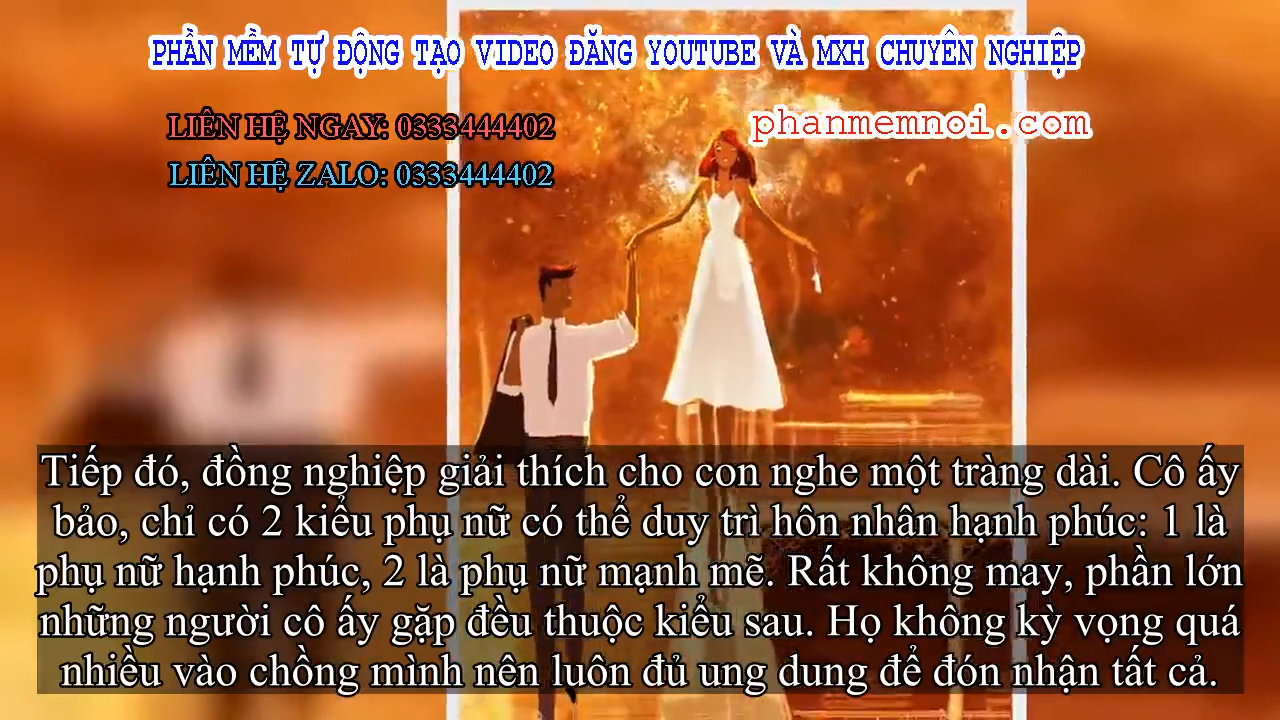 PHẦN MỀM TỰ ĐỘNG TẠO VIDEO ĐĂNG YOUTUBE VÀ MXH CHUYÊN NGHIỆP
LIÊN HỆ NGAY: 0333444402
phanmemnoi.com
LIÊN HỆ ZALO: 0333444402
Tiếp đó, đồng nghiệp giải thích cho con nghe một tràng dài. Cô ấy
bảo, chỉ có 2 kiểu phụ nữ có thể duy trì hôn nhân hạnh phúc: 1 là
phụ nữ hạnh phúc, 2 là phụ nữ mạnh mẽ. Rất không may, phần lớn
những người cô ấy gặp đều thuộc kiểu sau. Họ không kỳ vọng quá
nhiều vào chồng mình nên luôn đủ ung dung để đón nhận tất cả.